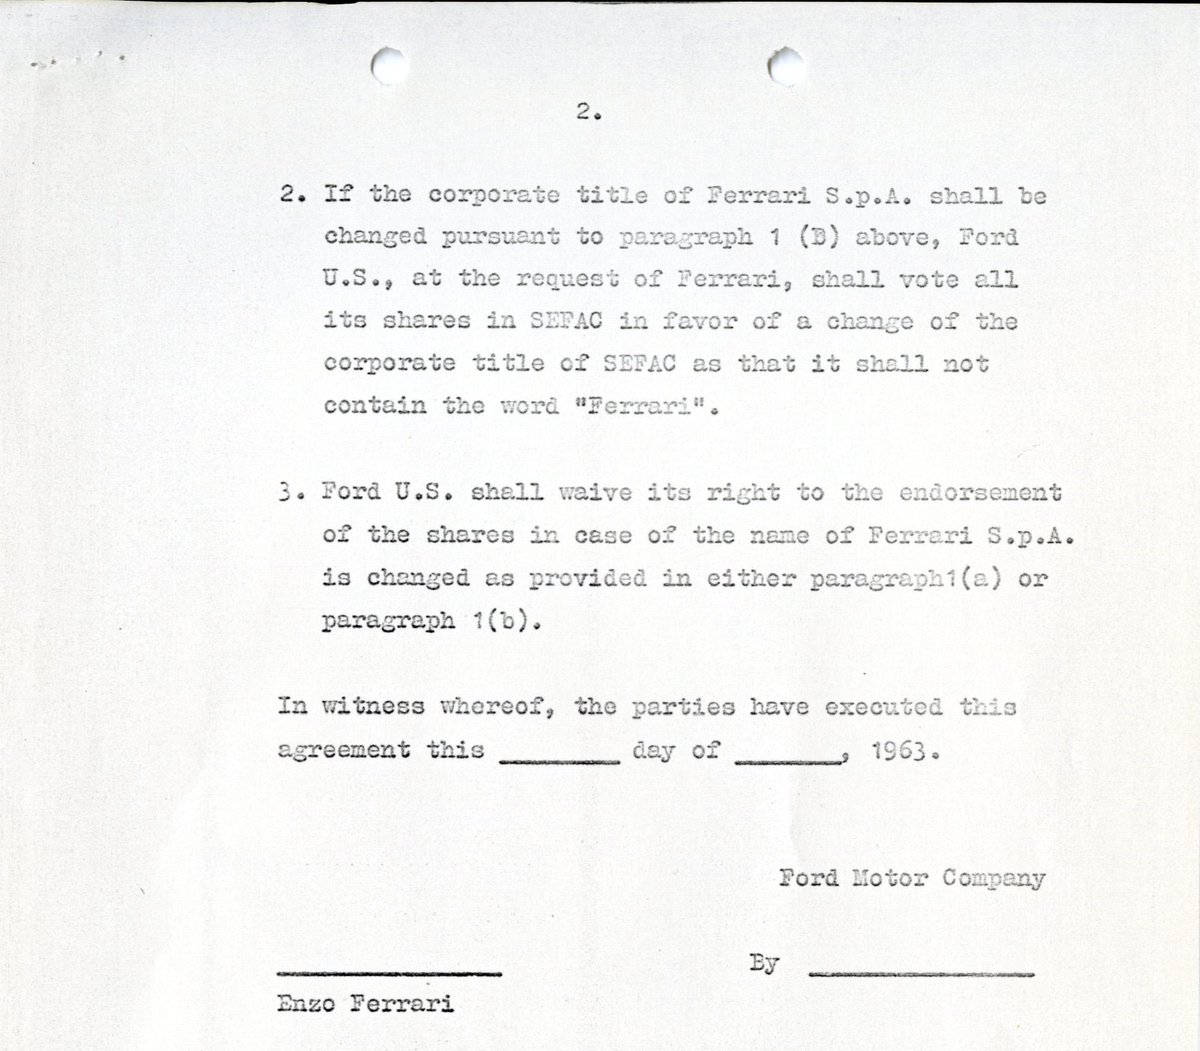 2.
2. If the corporate title of Ferrari S.p.A. shall be
changed pursuant to paragraph 1 (B) above, Ford
U.S., at the request of Ferrari, shall vote all
its shares in SEFAC in favor of a change of the
corporate title of SEFAC as that it shall not
contain the word "Ferrari".
3. Ford U.S. shall waive its right to the endorsement
of the shares in case of the name of Ferrari S.p.A.
is changed as provided in either paragraph1(a) or
paragraph 1(b).
In witness whereof, the parties have executed this
agreement this ________ day of _______, 1963.
Ford Motor Company
By _______________
Enzo Ferrari